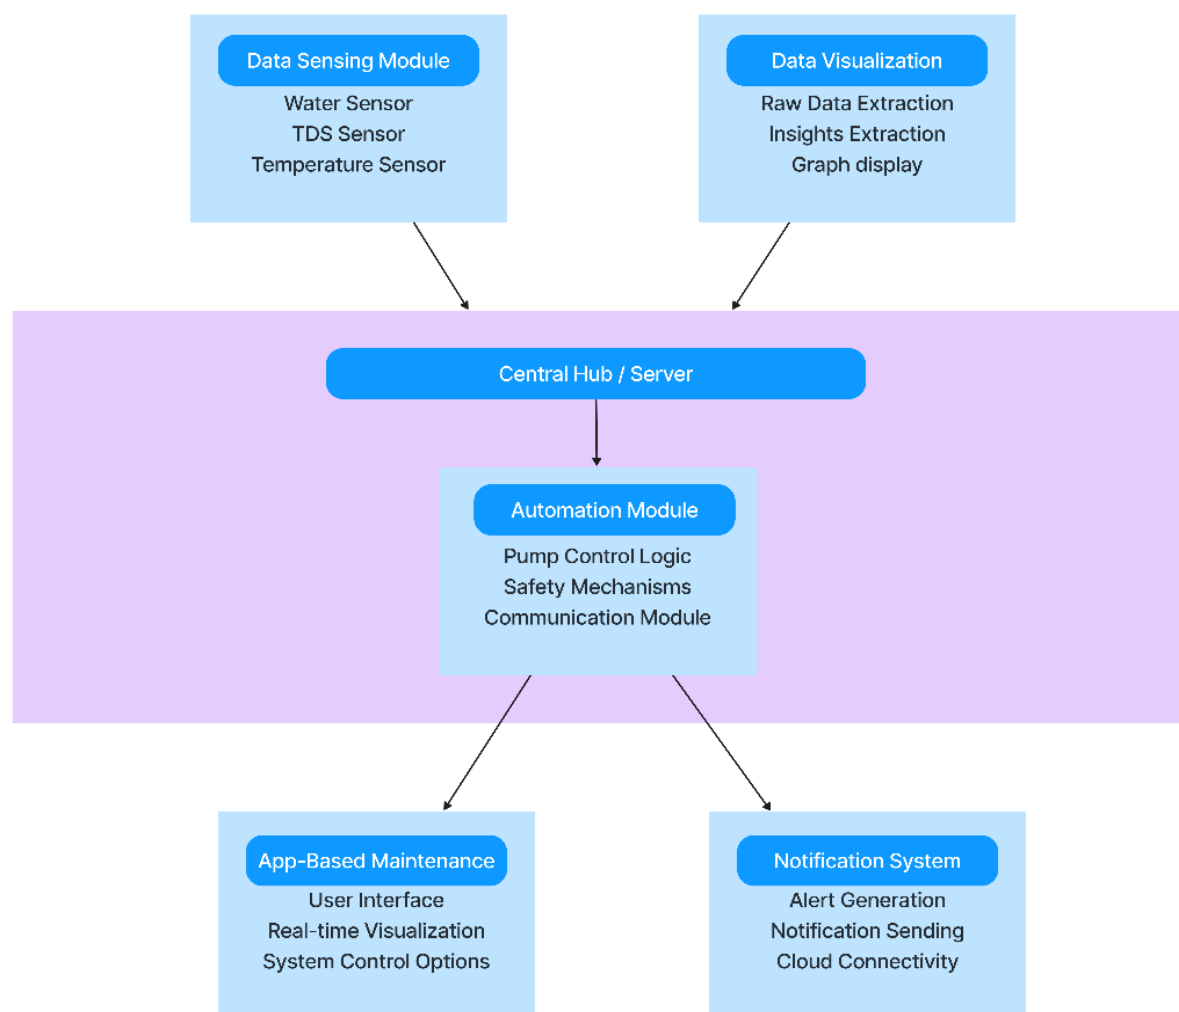 Data Sensing Module
Water Sensor
TDS Sensor
Temperature Sensor
Data Visualization
Raw Data Extraction
Insights Extraction
Graph display
Central Hub / Server
Automation Module
Pump Control Logic
Safety Mechanisms
Communication Module
App-Based Maintenance
User Interface
Real-time Visualization
System Control Options
Notification System
Alert Generation
Notification Sending
Cloud Connectivity